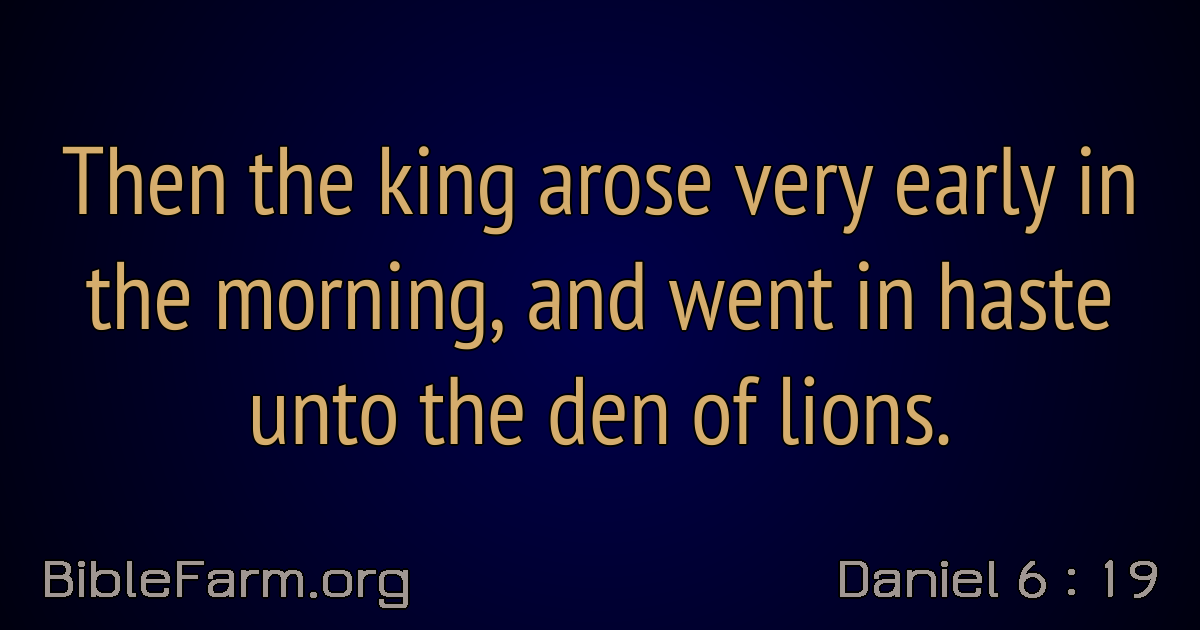 Then the king arose very early in
the morning, and went in haste
unto the den of lions.
BibleFarm.org
Daniel 6 : 19